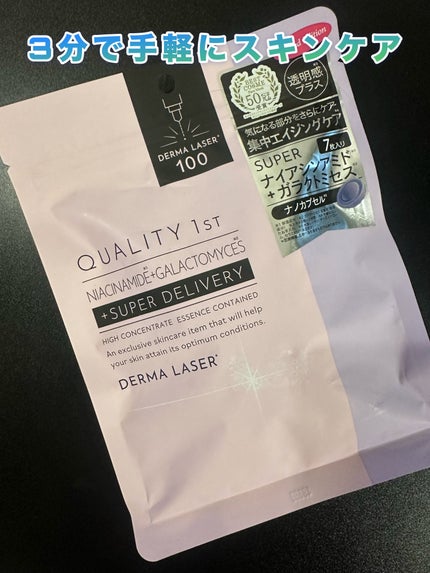 3分で手軽にスキンケア
DERMA LASER
100
BEST
COSME
50冠
透明感
プラス
気になる部分をさらにケア
集中エイジングケア
SUPER
7枚入り
ナイアシンアミド
+ガラクトミセス
ナノカプセル
QUALITY 1ST
NIACINAMIDE+GALACTOMYCES
+SUPER DELIVERY
HIGH CONCENTRATE ESSENCE CONTAINED
An exclusive skincare item that will help
your skin attain its optimum conditions.
DERMA LASER